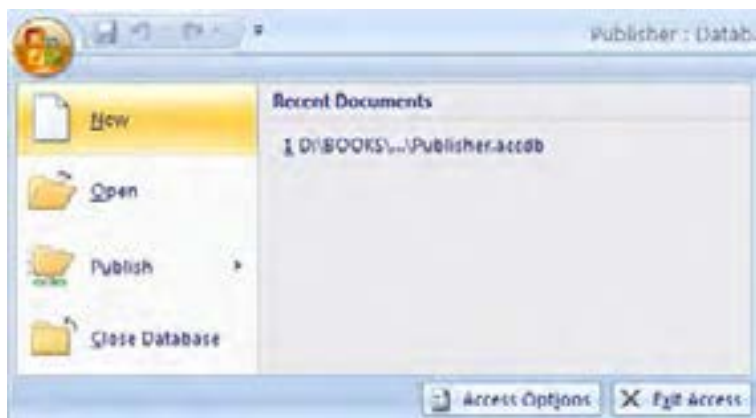 Publisher : Datab
New
Open
Publish
Close Database
Recent Documents
1 D:\BOOKS\...\Publisher.accdb
Access Options
Exit Access